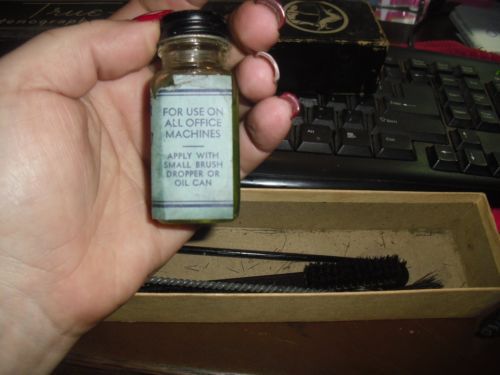 FOR USE ON
ALL OFFICE
MACHINES
APPLY WITH
SMALL BRUSH
DROPPER OR
OIL CAN